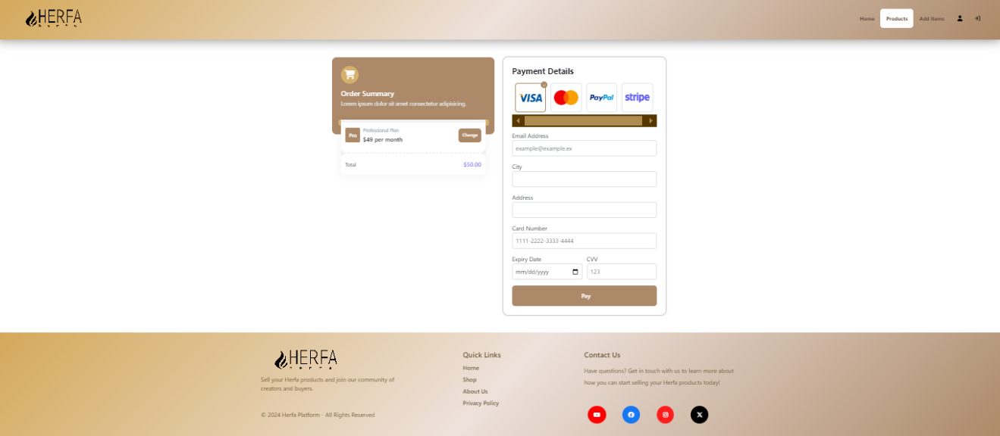 HERFA
Home Products Add Items
Order Summary
Lorem ipsum dolor sit amet consectetur adipisicing.
Pro
Professional Plan
$49 per month
Change
Total $50.00
Payment Details
VISA PayPal stripe
Email Address
example@example.ex
City
Address
Card Number
1111-2222-3333-4444
Expiry Date CVV
mm/dd/yyyy 123
Pay
HERFA
Sell your Herfa products and join our community of
creators and buyers.
© 2024 Herfa Platform - All Rights Reserved
Quick Links
Home
Shop
About Us
Privacy Policy
Contact Us
Have questions? Get in touch with us to learn more about
how you can start selling your Herfa products today!